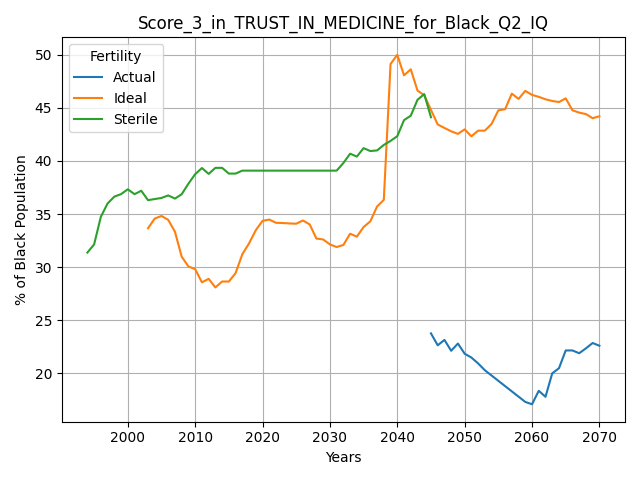 Score_3_in_TRUST_IN_MEDICINE_for_Black_Q2_IQ
Fertility
Actual
Ideal
Sterile
% of Black Population
50
45
40
35
30
25
20
2000 2010 2020 2030 2040 2050 2060 2070
Years